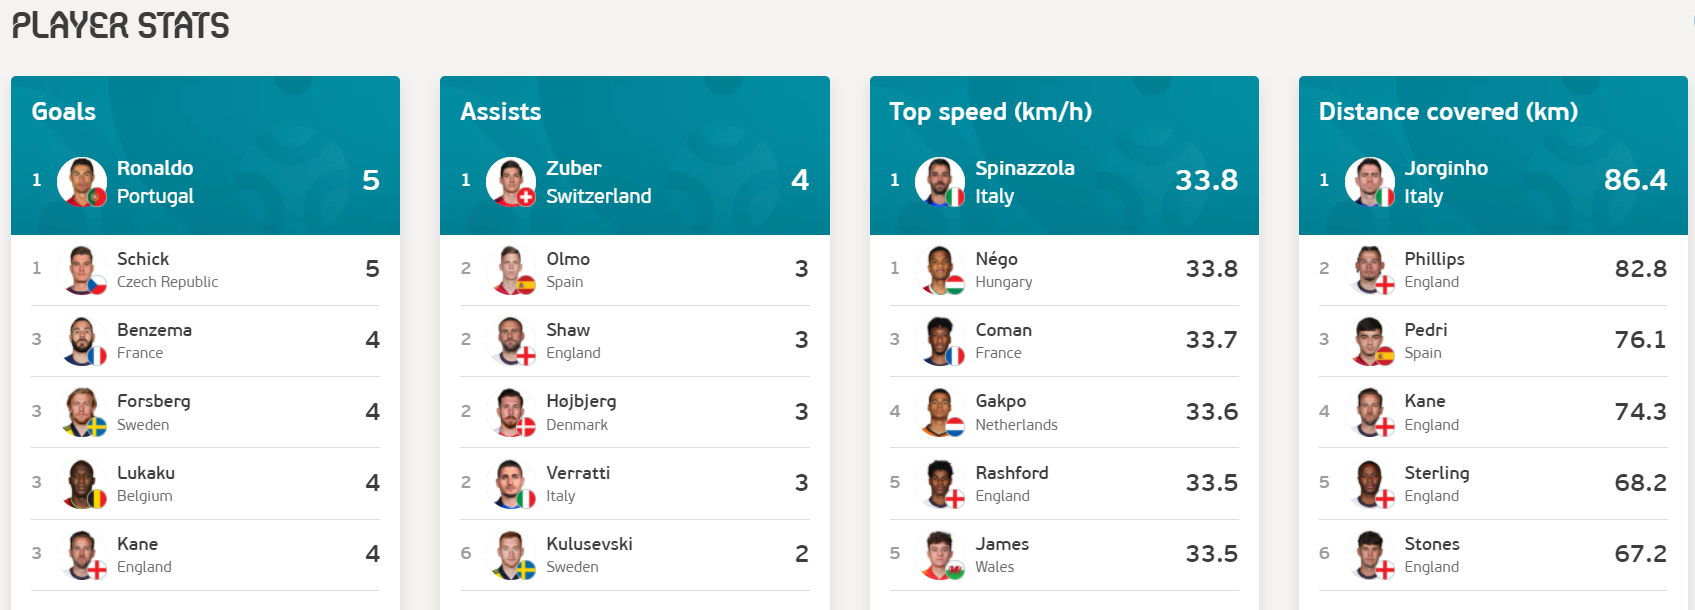 PLAYER STATS
Goals
1 Ronaldo 5
Portugal
1 Schick 5
Czech Republic
3 Benzema 4
France
3 Forsberg 4
Sweden
3 Lukaku 4
Belgium
3 Kane 4
England
Assists
1 Zuber 4
Switzerland
2 Olmo 3
Spain
2 Shaw 3
England
2 Højbjerg 3
Denmark
2 Verratti 3
Italy
6 Kulusevski 2
Sweden
Top speed (km/h)
1 Spinazzola 33.8
Italy
1 Négo 33.8
Hungary
3 Coman 33.7
France
4 Gakpo 33.6
Netherlands
5 Rashford 33.5
England
5 James 33.5
Wales
Distance covered (km)
1 Jorginho 86.4
Italy
2 Phillips 82.8
England
3 Pedri 76.1
Spain
4 Kane 74.3
England
5 Sterling 68.2
England
6 Stones 67.2
England